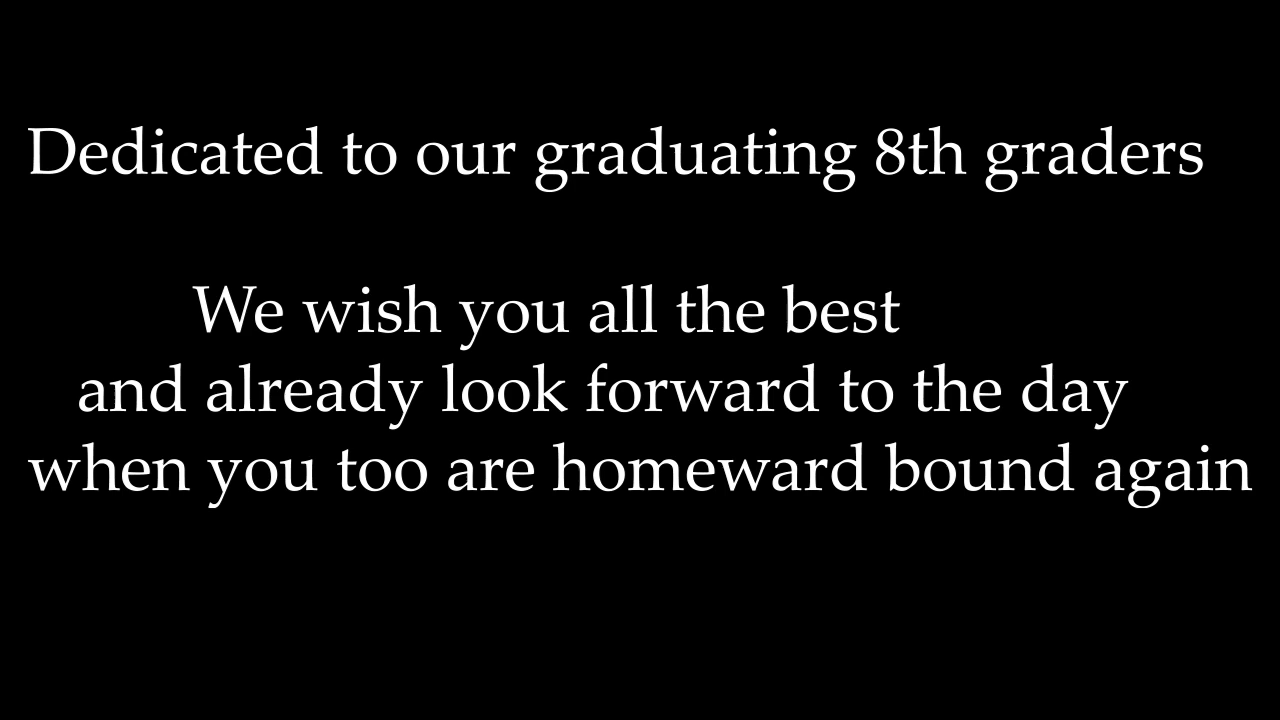 Dedicated to our graduating 8th graders
We wish you all the best
and already look forward to the day
when you too are homeward bound again